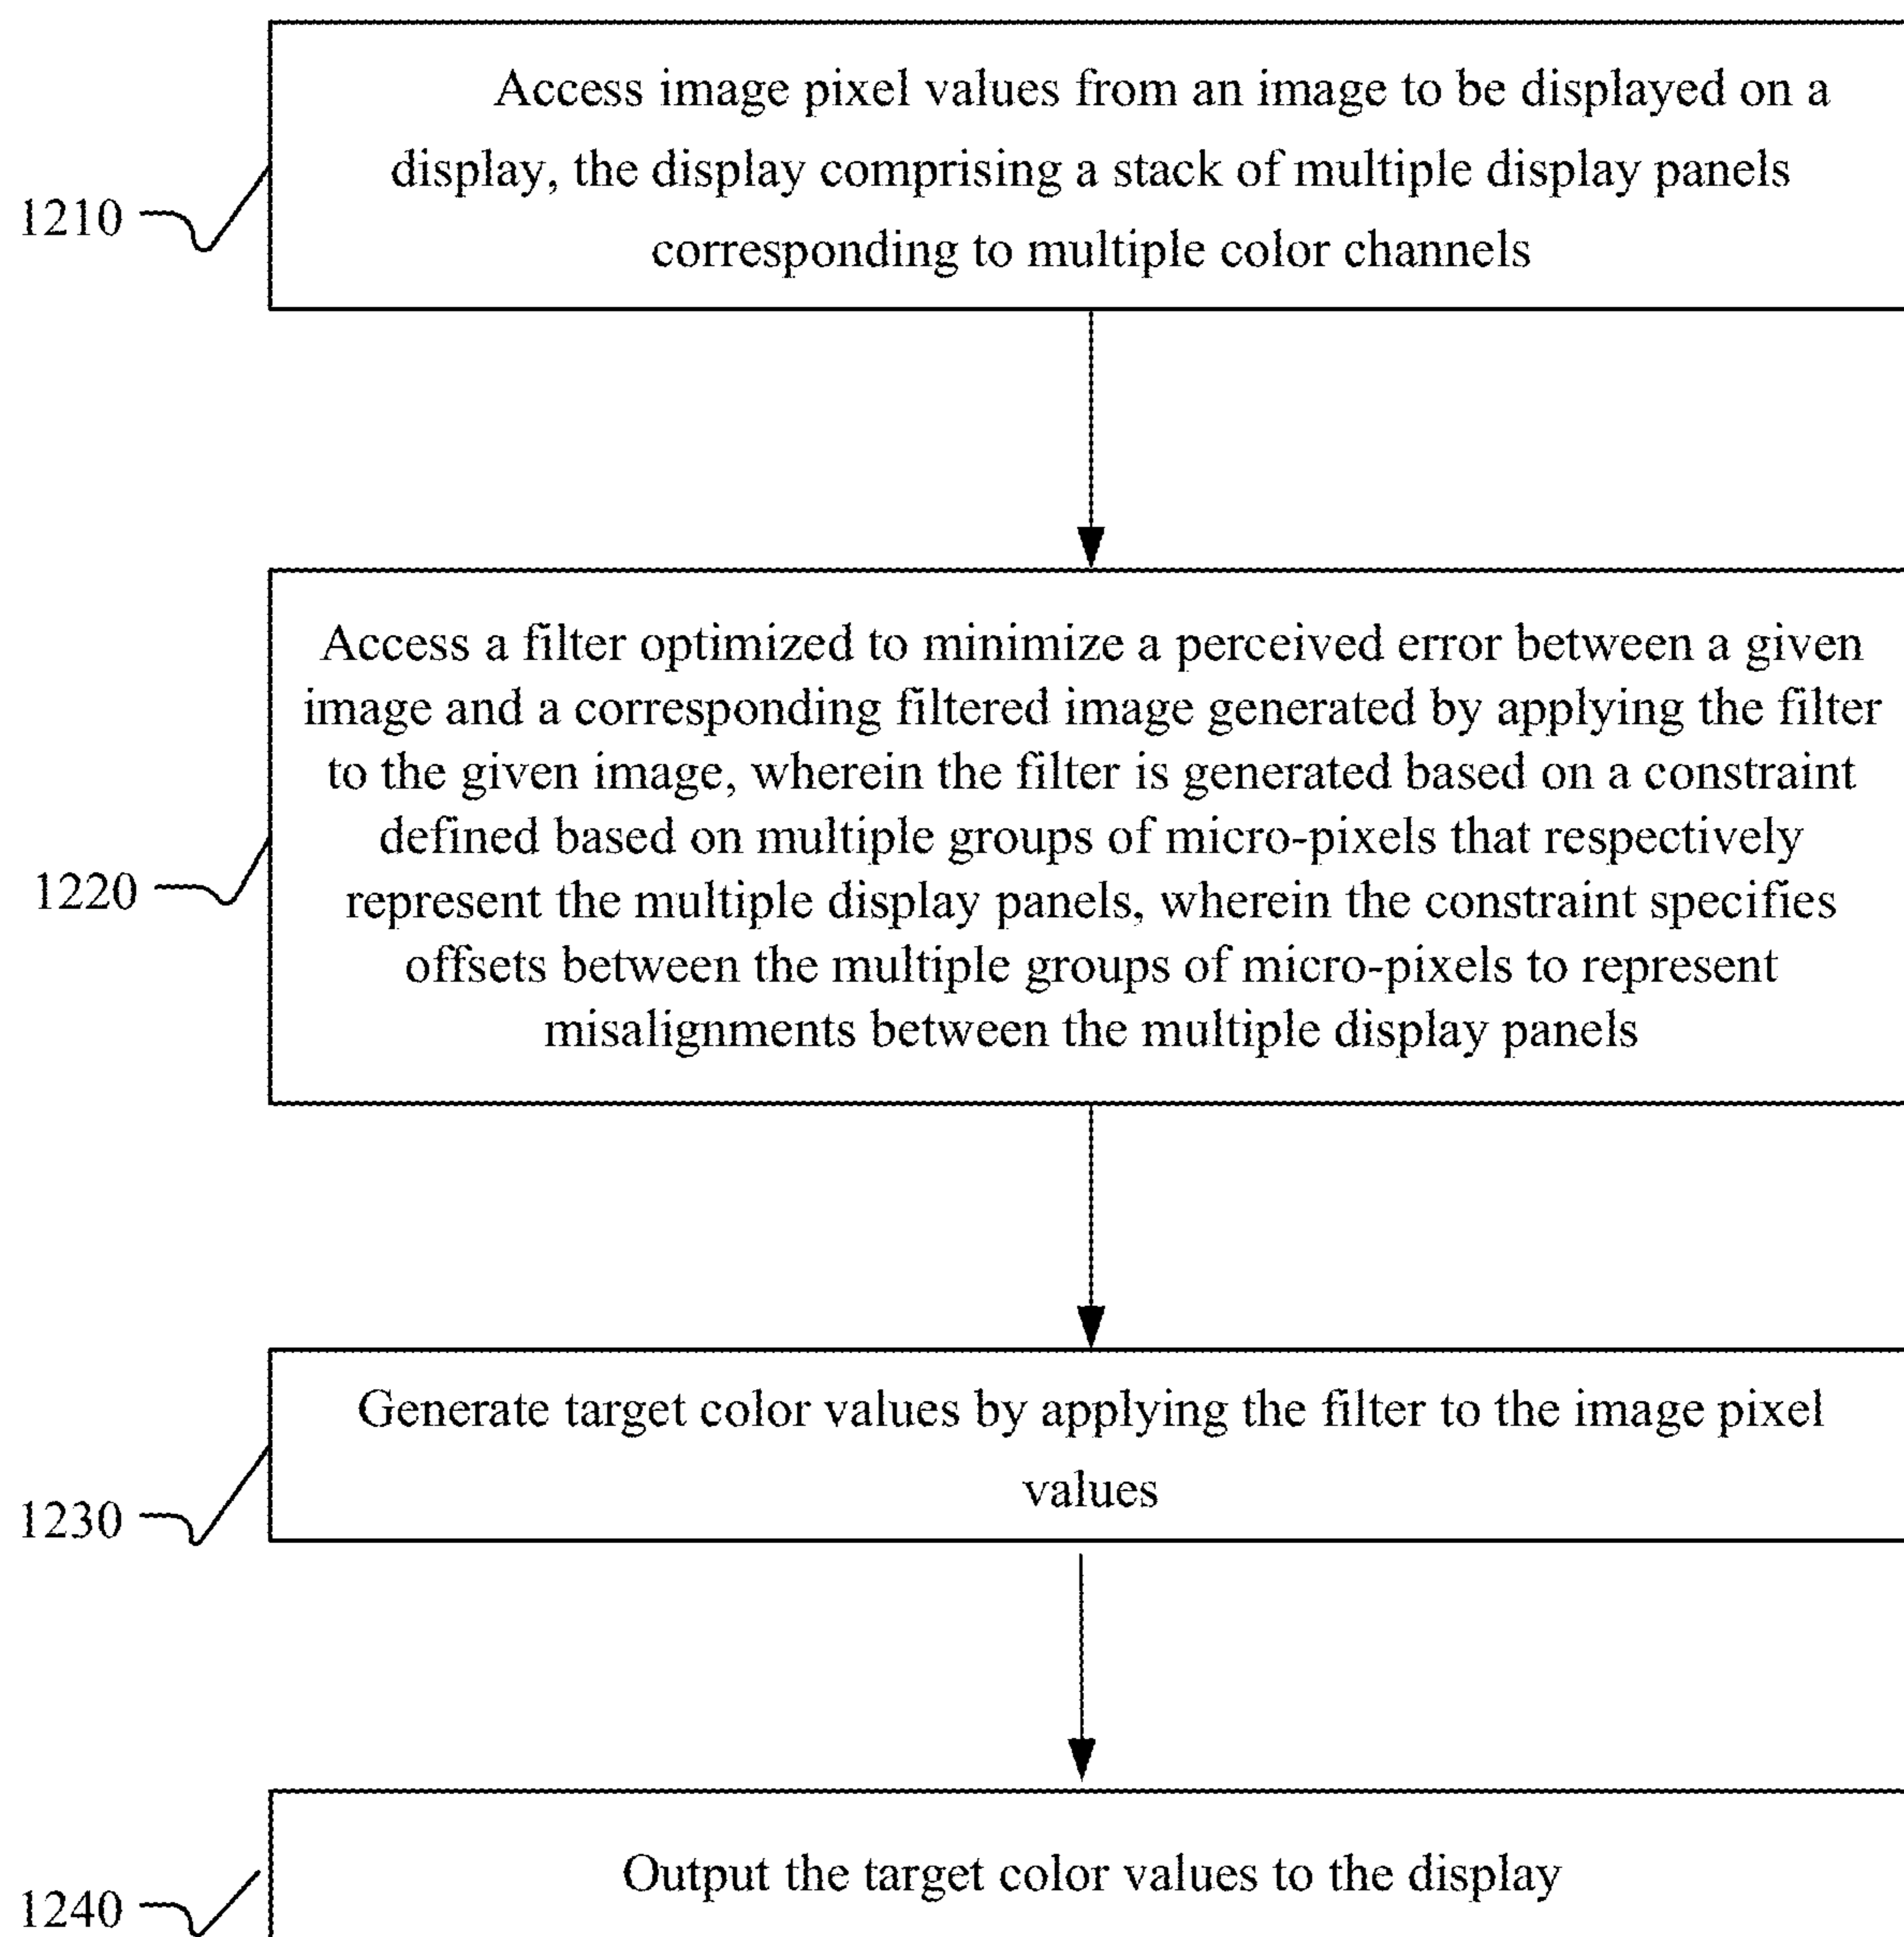 Access image pixel values from an image to be displayed on a
display, the display comprising a stack of multiple display panels
corresponding to multiple color channels
1210
Access a filter optimized to minimize a perceived error between a given
image and a corresponding filtered image generated by applying the filter
to the given image, wherein the filter is generated based on a constraint
defined based on multiple groups of micro-pixels that respectively
represent the multiple display panels, wherein the constraint specifies
offsets between the multiple groups of micro-pixels to represent
misalignments between the multiple display panels
1220
Generate target color values by applying the filter to the image pixel
values
1230
Output the target color values to the display
1240